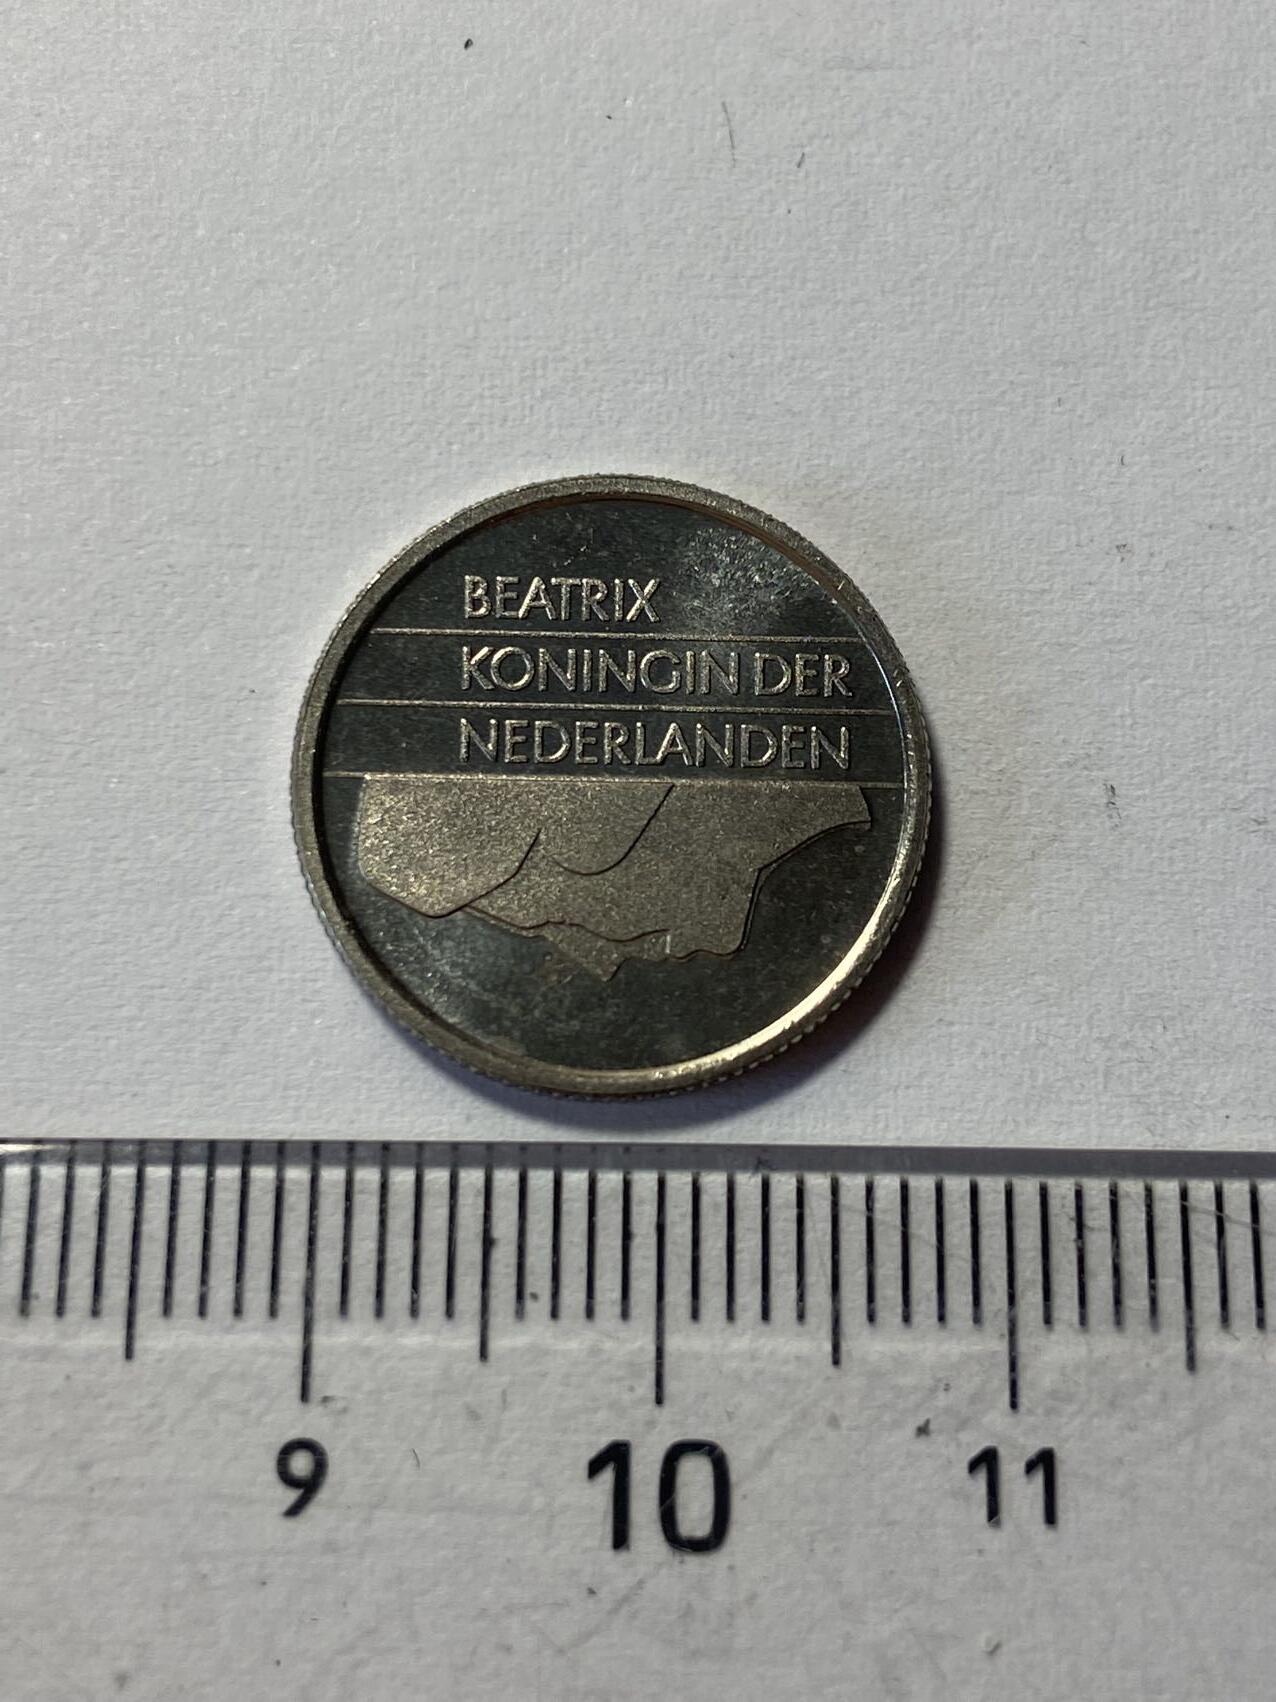 BEATRIX
KONINGIN DER
NEDERLANDEN
9 10 11